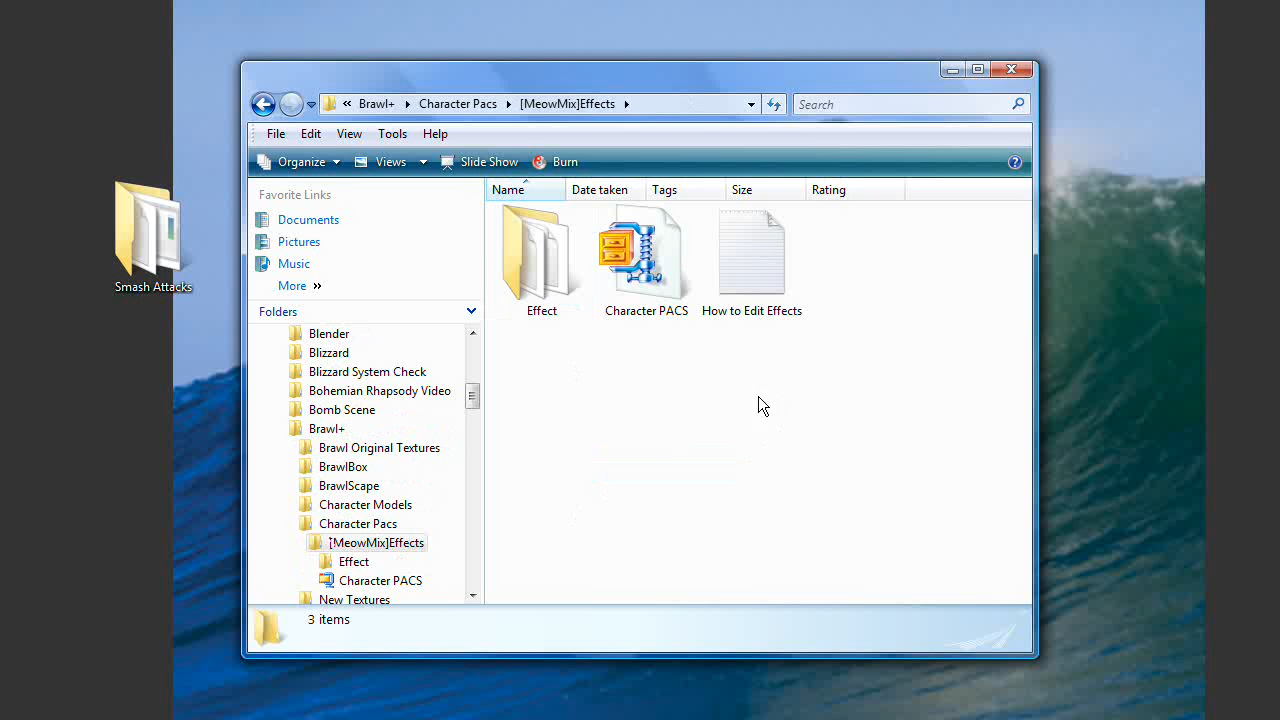 « Brawl+ Character Pacs [MeowMix]Effects Search
File Edit View Tools Help
Organize Views Slide Show Burn ?
Favorite Links
Documents
Pictures
Music
More »
Folders
Blender
Blizzard
Blizzard System Check
Bohemian Rhapsody Video
Bomb Scene
Brawl+
Brawl Original Textures
BrawlBox
BrawlScape
Character Models
Character Pacs
[MeowMix]Effects
Effect
Character PACS
New Textures
Name Date taken Tags Size Rating
Effect Character PACS How to Edit Effects
3 items
Smash Attacks